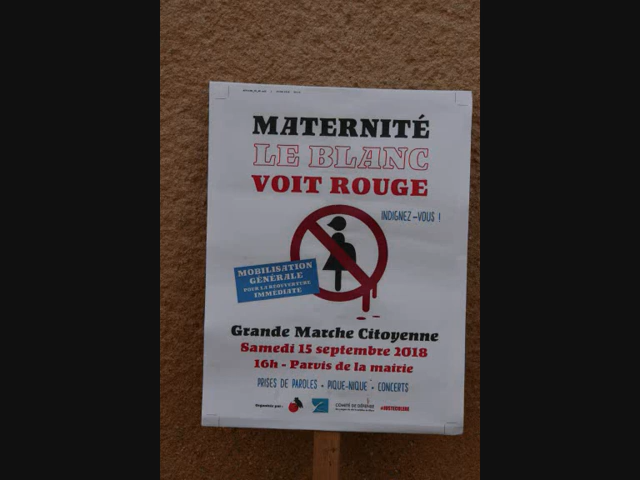 MATERNITÉ
LE BLANC
VOIT ROUGE
INDIGNEZ-VOUS !
MOBILISATION
GÉNÉRALE
POUR LA RÉOUVERTURE
IMMÉDIATE
Grande Marche Citoyenne
Samedi 15 septembre 2018
16h - Parvis de la mairie
PRISES DE PAROLES • PIQUE-NIQUE • CONCERTS
Organisée par :
COMITÉ DE DÉFENSE